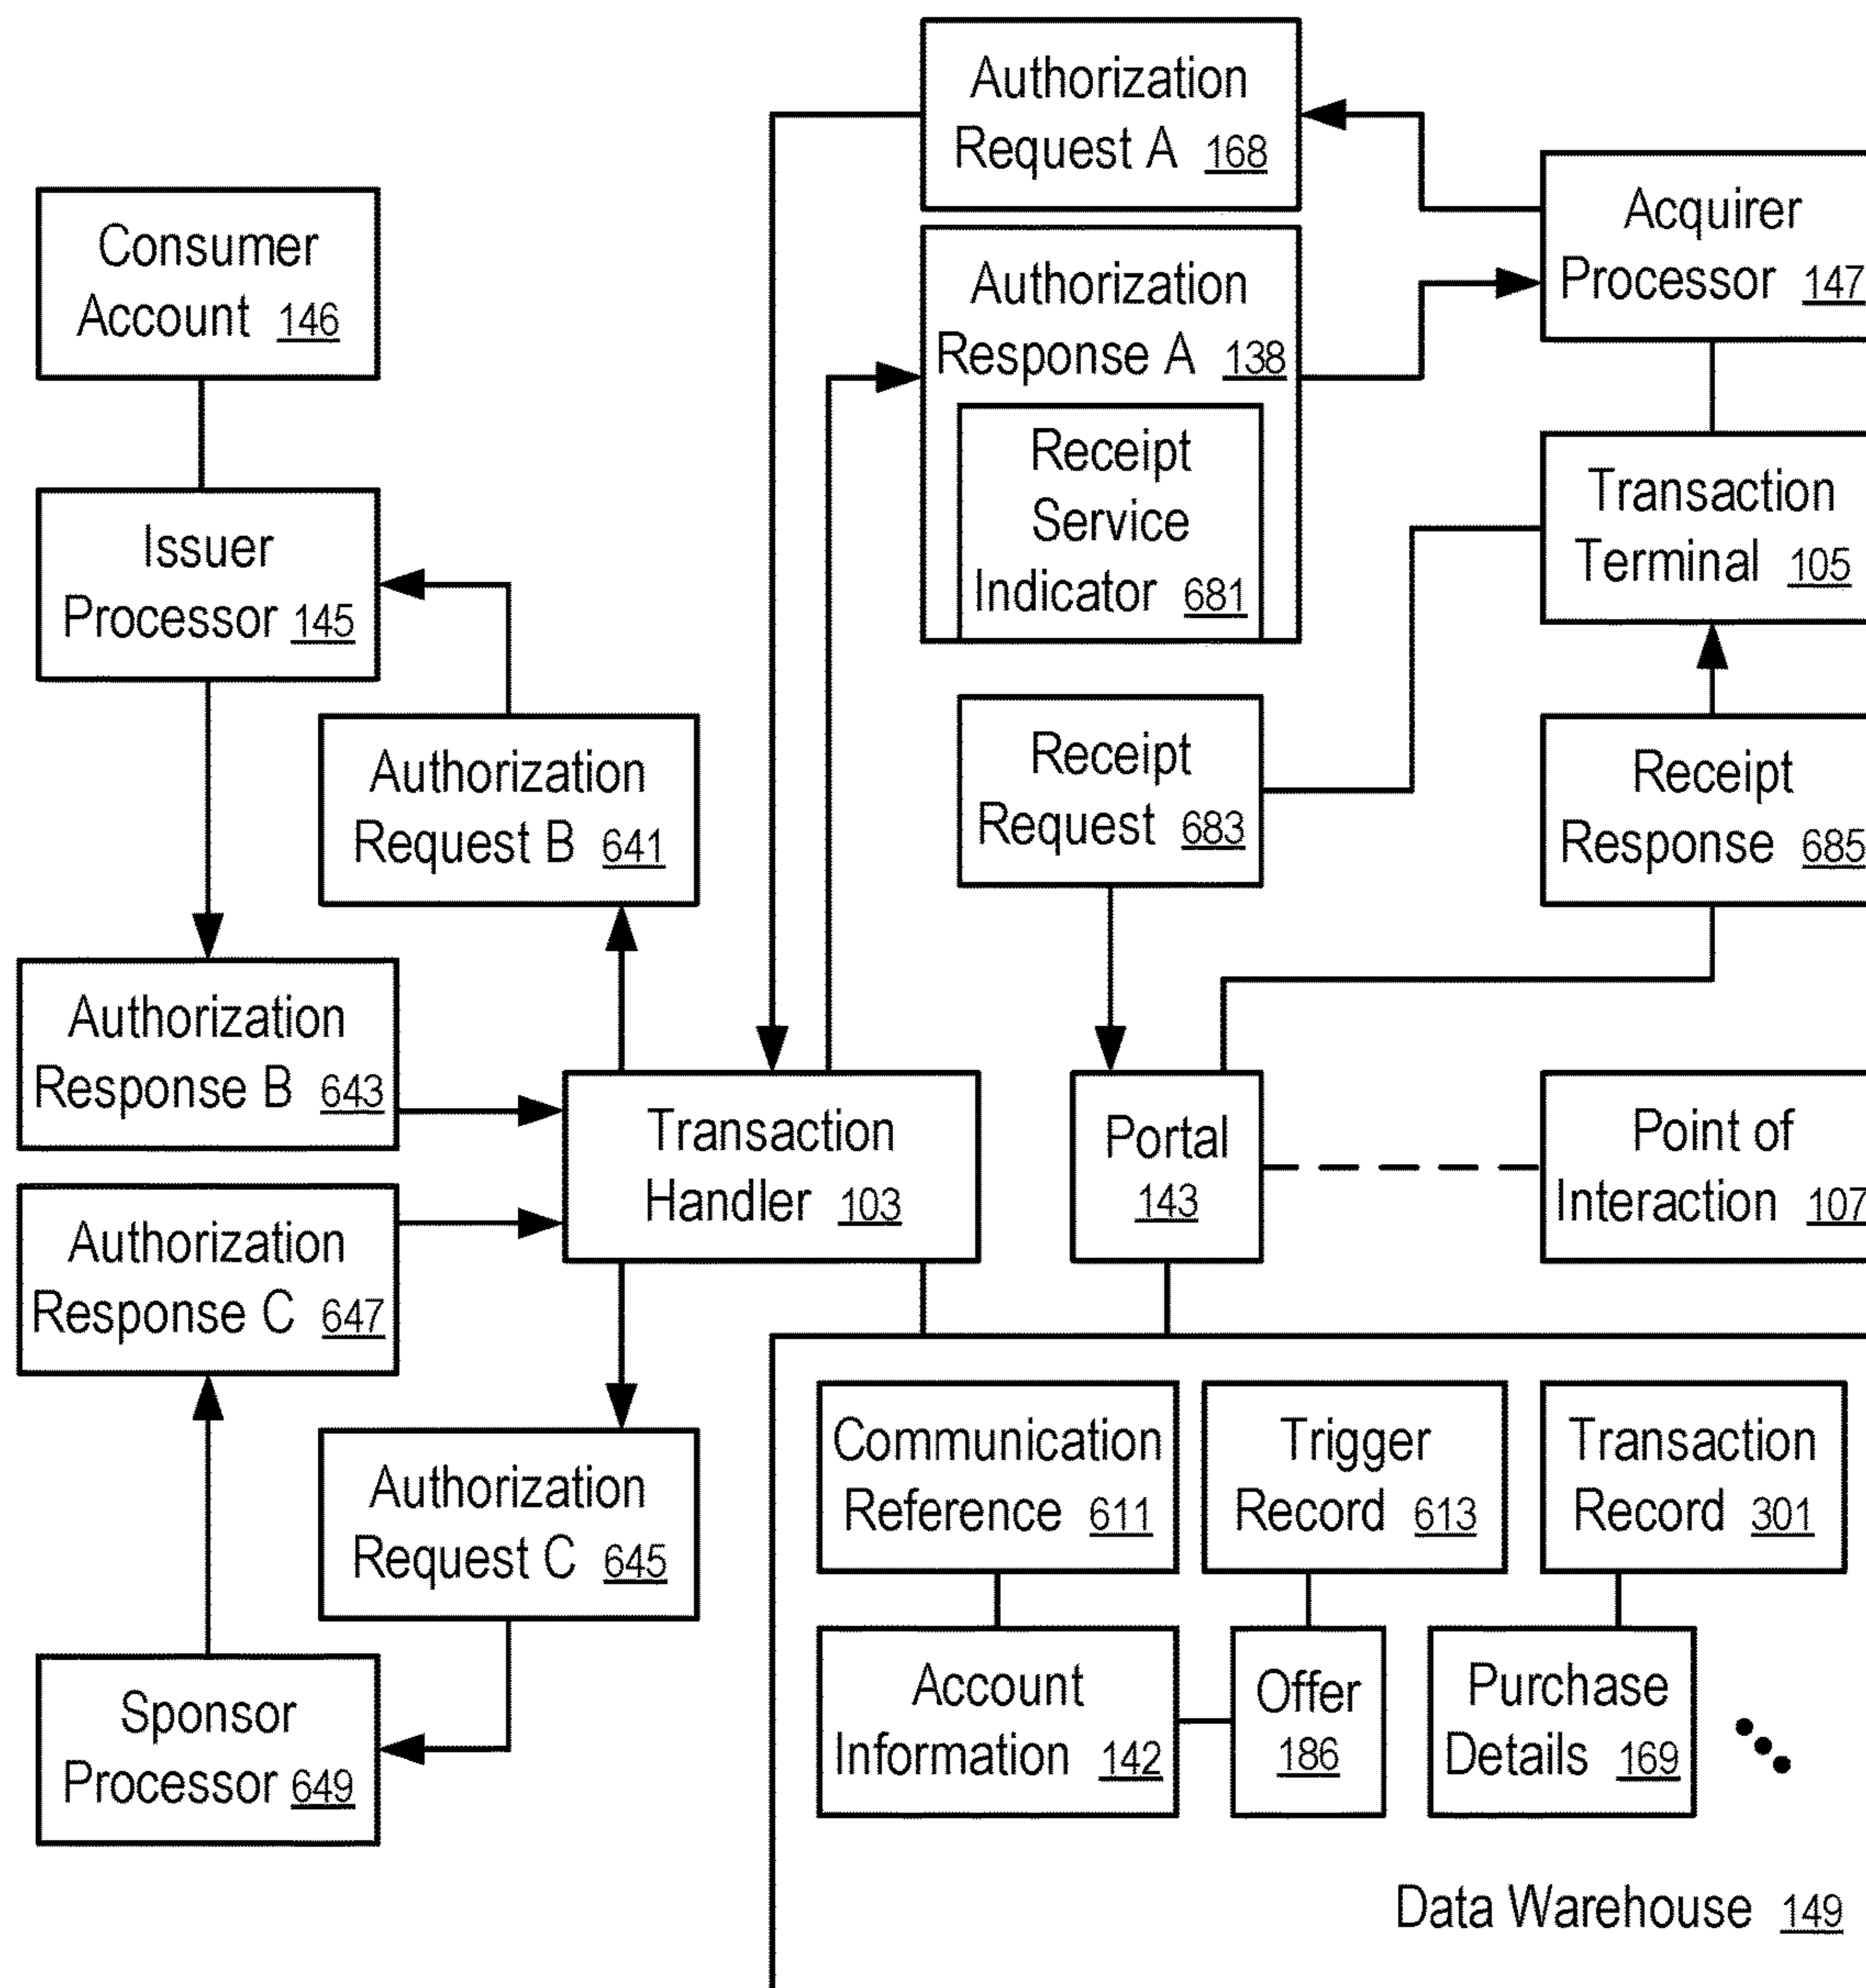 Authorization
Request A 168
Acquirer
Processor 147
Consumer
Account 146
Authorization
Response A 138
Receipt
Service
Indicator 681
Transaction
Terminal 105
Issuer
Processor 145
Authorization
Request B 641
Receipt
Request 683
Receipt
Response 685
Authorization
Response B 643
Transaction
Handler 103
Portal
143
Point of
Interaction 107
Authorization
Response C 647
Authorization
Request C 645
Sponsor
Processor 649
Communication
Reference 611
Trigger
Record 613
Transaction
Record 301
Account
Information 142
Offer
186
Purchase
Details 169
Data Warehouse 149